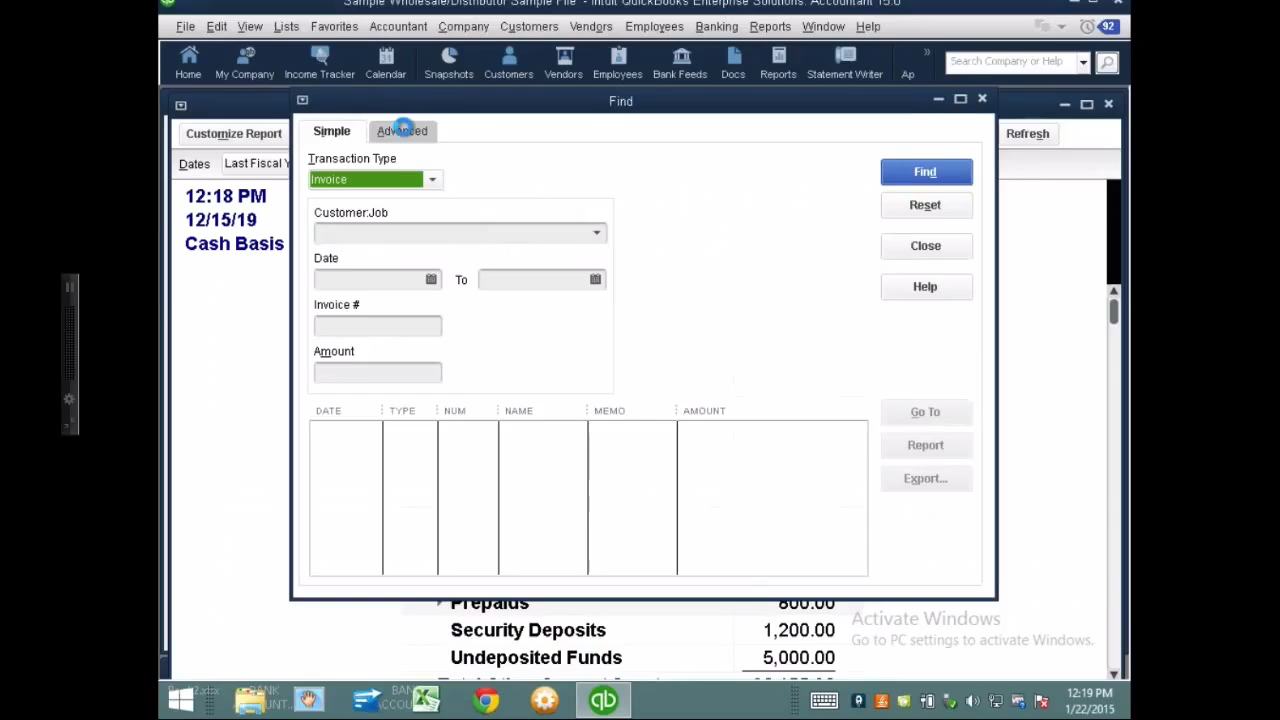 Sample Wholesale/Distributor Sample File - Intuit QuickBooks Enterprise Solutions: Accountant 15.0
File Edit View Lists Favorites Accountant Company Customers Vendors Employees Banking Reports Window Help 92
Home My Company Income Tracker Calendar Snapshots Customers Vendors Employees Bank Feeds Docs Reports Statement Writer Ap Search Company or Help
Find
Customize Report Simple Advanced Refresh
Dates Last Fiscal Y
Transaction Type
Invoice Find
12:18 PM
12/15/19
Cash Basis
Reset
Customer:Job
Close
Date
To
Help
Invoice #
Amount
DATE TYPE NUM NAME MEMO AMOUNT
Go To
Report
Export...
Prepaids 800.00
Security Deposits 1,200.00
Undeposited Funds 5,000.00
Activate Windows
Go to PC settings to activate Windows.
12:19 PM
1/22/2015